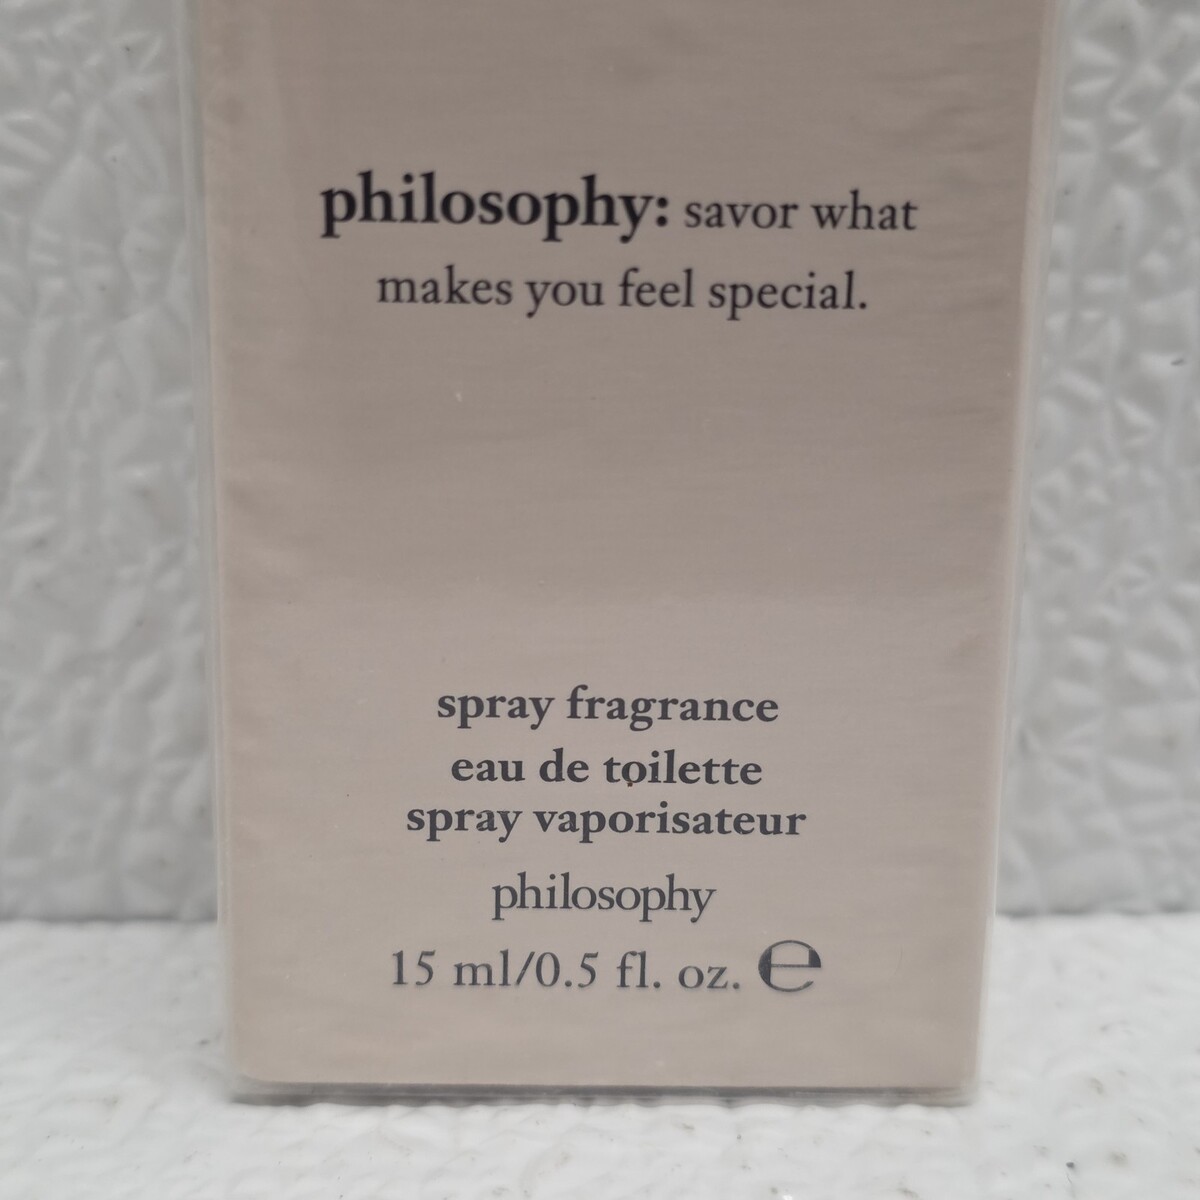 philosophy: savor what
makes you feel special.
spray fragrance
eau de toilette
spray vaporisateur
philosophy
15 ml/0.5 fl. oz. ℮